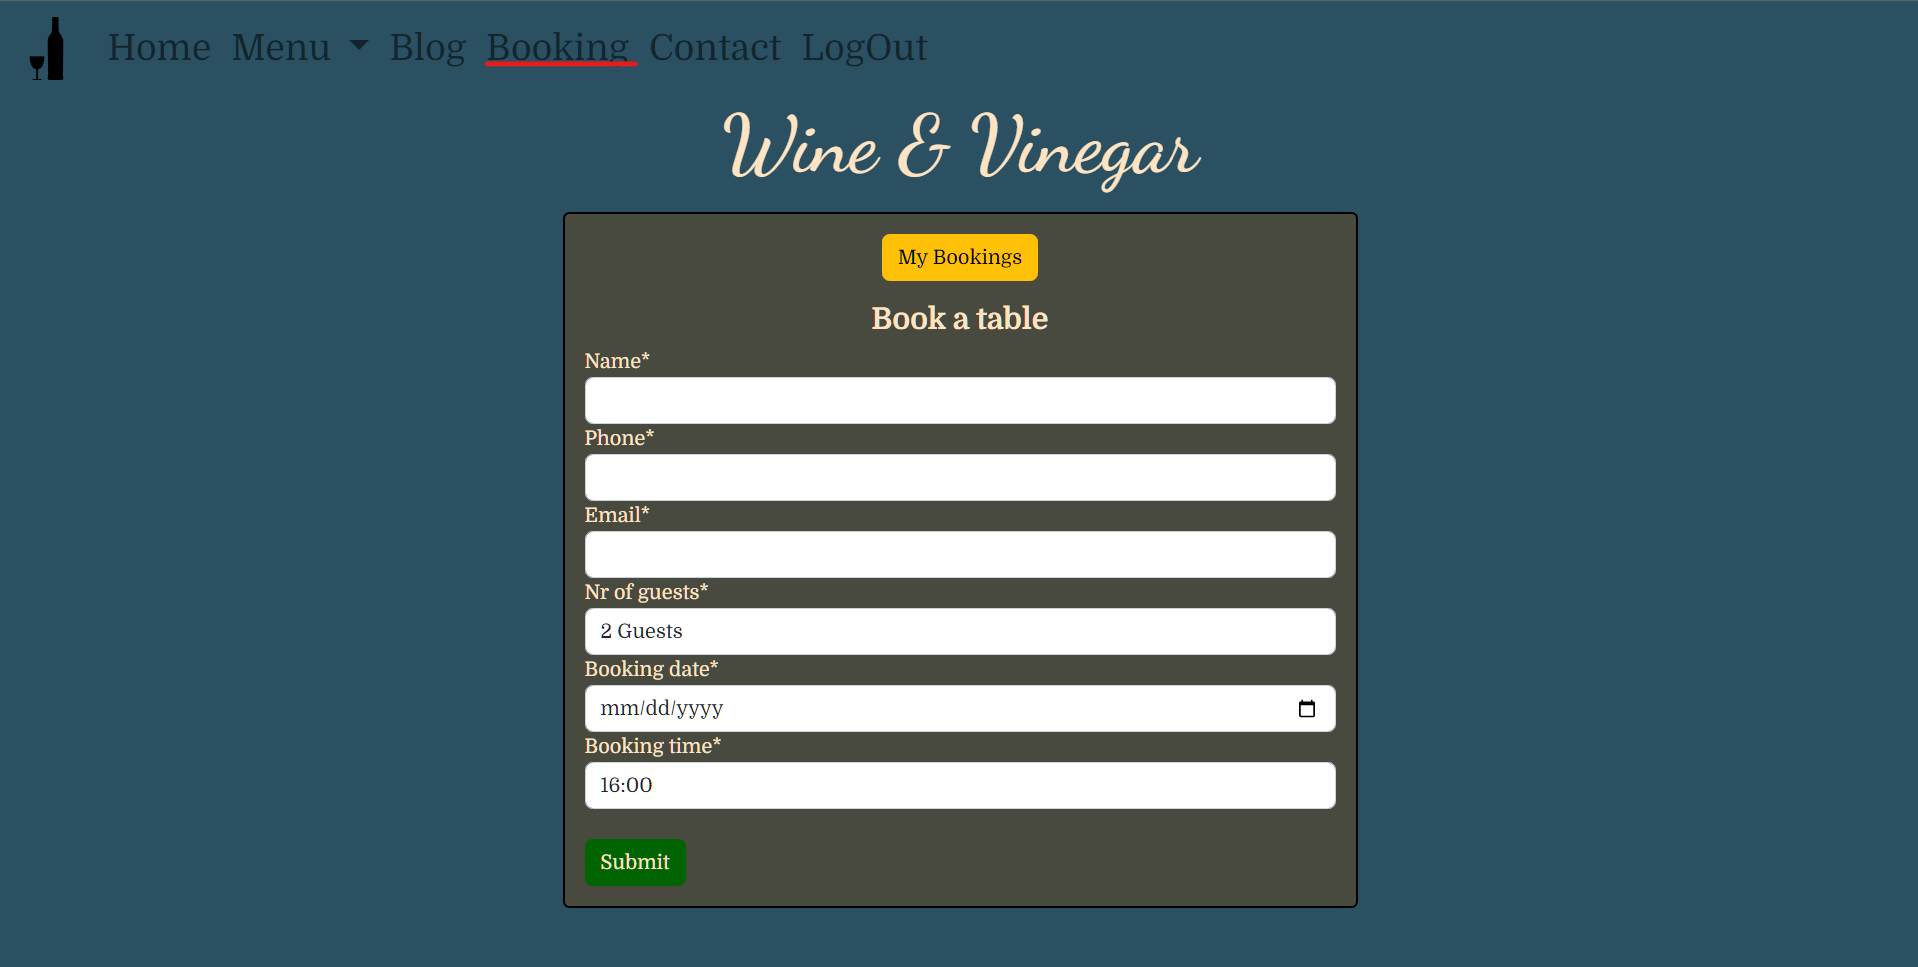 Home Menu Blog Booking Contact LogOut
Wine & Vinegar
My Bookings
Book a table
Name*
Phone*
Email*
Nr of guests*
2 Guests
Booking date*
mm/dd/yyyy
Booking time*
16:00
Submit